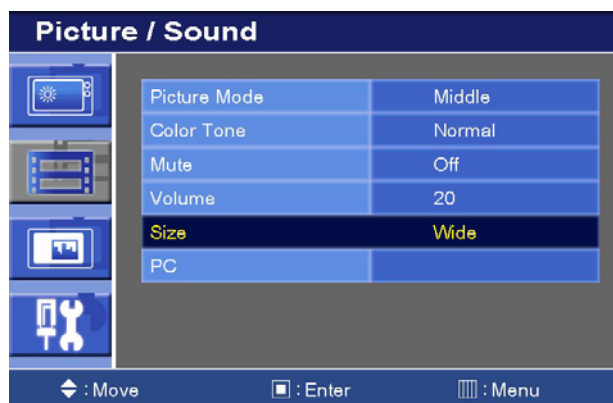 Picture / Sound
Picture Mode Middle
Color Tone Normal
Mute Off
Volume 20
Size Wide
PC
: Move : Enter : Menu